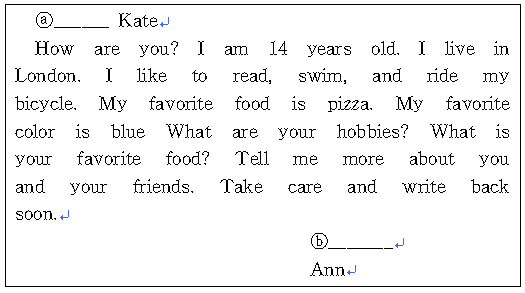 ⓐ______ Kate↵
How are you? I am 14 years old. I live in
London. I like to read, swim, and ride my
bicycle. My favorite food is pizza. My favorite
color is blue What are your hobbies? What is
your favorite food? Tell me more about you
and your friends. Take care and write back
soon.↵
ⓑ_______↵
Ann↵